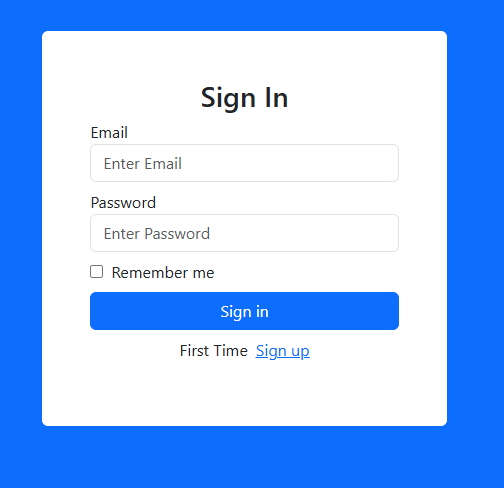 Sign In
Email
Enter Email
Password
Enter Password
Remember me
Sign in
First Time Sign up